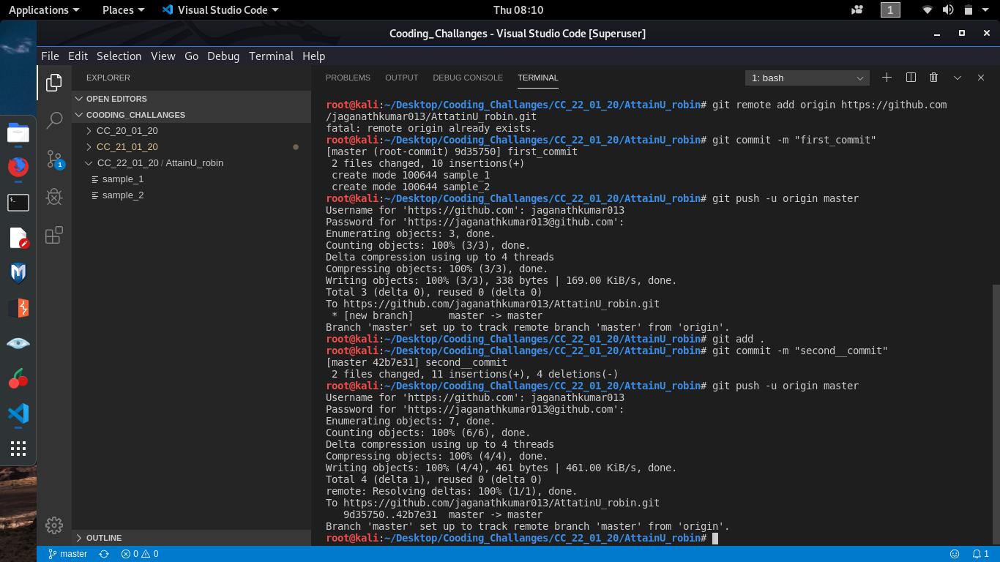 Applications Places Visual Studio Code Thu 08:10 1
Cooding_Challanges - Visual Studio Code [Superuser]
File Edit Selection View Go Debug Terminal Help
EXPLORER
OPEN EDITORS
COODING_CHALLANGES
CC_20_01_20
CC_21_01_20
CC_22_01_20 / AttainU_robin
sample_1
sample_2
1
OUTLINE
PROBLEMS OUTPUT DEBUG CONSOLE TERMINAL 1: bash
root@kali:~/Desktop/Cooding_Challanges/CC_22_01_20/AttainU_robin# git remote add origin https://github.com
/jaganathkumar013/AttatinU_robin.git
fatal: remote origin already exists.
root@kali:~/Desktop/Cooding_Challanges/CC_22_01_20/AttainU_robin# git commit -m "first_commit"
[master (root-commit) 9d35750] first_commit
 2 files changed, 10 insertions(+)
 create mode 100644 sample_1
 create mode 100644 sample_2
root@kali:~/Desktop/Cooding_Challanges/CC_22_01_20/AttainU_robin# git push -u origin master
Username for 'https://github.com': jaganathkumar013
Password for 'https://jaganathkumar013@github.com':
Enumerating objects: 3, done.
Counting objects: 100% (3/3), done.
Delta compression using up to 4 threads
Compressing objects: 100% (3/3), done.
Writing objects: 100% (3/3), 338 bytes | 169.00 KiB/s, done.
Total 3 (delta 0), reused 0 (delta 0)
To https://github.com/jaganathkumar013/AttatinU_robin.git
 * [new branch]      master -> master
Branch 'master' set up to track remote branch 'master' from 'origin'.
root@kali:~/Desktop/Cooding_Challanges/CC_22_01_20/AttainU_robin# git add .
root@kali:~/Desktop/Cooding_Challanges/CC_22_01_20/AttainU_robin# git commit -m "second__commit"
[master 42b7e31] second__commit
 2 files changed, 11 insertions(+), 4 deletions(-)
root@kali:~/Desktop/Cooding_Challanges/CC_22_01_20/AttainU_robin# git push -u origin master
Username for 'https://github.com': jaganathkumar013
Password for 'https://jaganathkumar013@github.com':
Enumerating objects: 7, done.
Counting objects: 100% (6/6), done.
Delta compression using up to 4 threads
Compressing objects: 100% (4/4), done.
Writing objects: 100% (4/4), 461 bytes | 461.00 KiB/s, done.
Total 4 (delta 1), reused 0 (delta 0)
remote: Resolving deltas: 100% (1/1), done.
To https://github.com/jaganathkumar013/AttatinU_robin.git
   9d35750..42b7e31  master -> master
Branch 'master' set up to track remote branch 'master' from 'origin'.
root@kali:~/Desktop/Cooding_Challanges/CC_22_01_20/AttainU_robin#
master 0 0 1